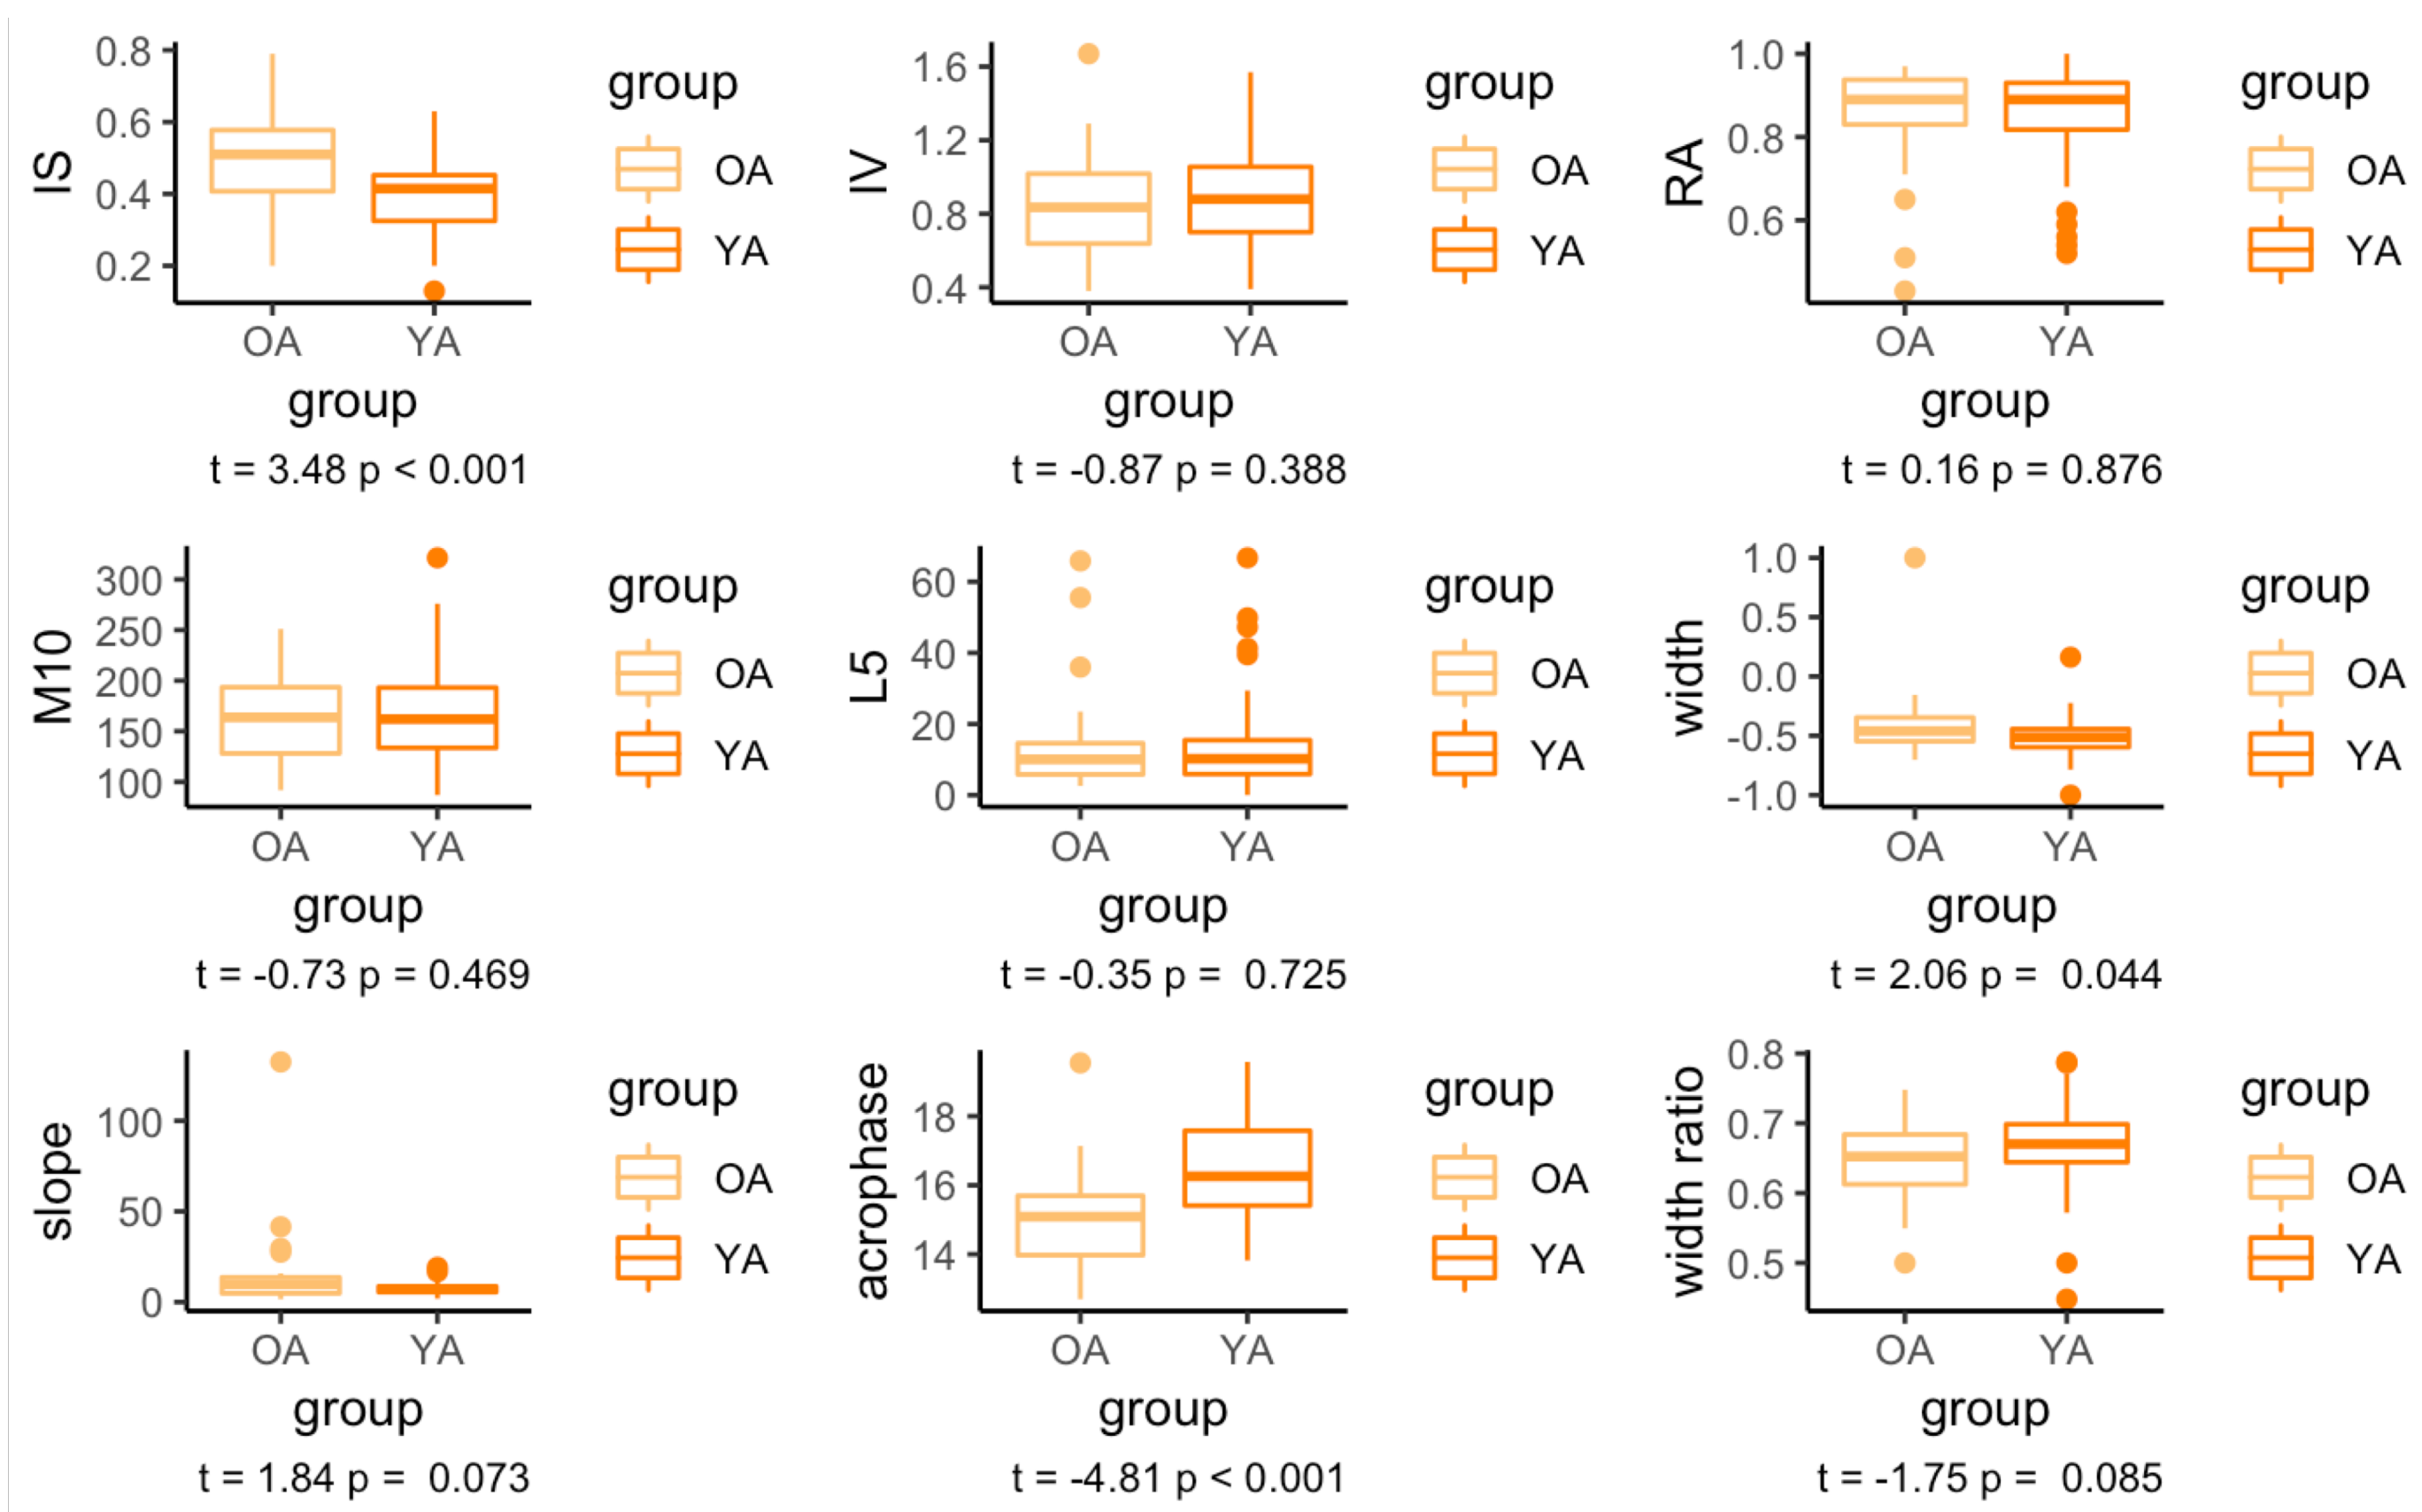 IS
0.8
0.6
0.4
0.2
OA YA
group
t = 3.48 p < 0.001
group
OA
YA
IV
1.6
1.2
0.8
0.4
OA YA
group
t = -0.87 p = 0.388
group
OA
YA
RA
1.0
0.8
0.6
OA YA
group
t = 0.16 p = 0.876
group
OA
YA
M10
300
250
200
150
100
OA YA
group
t = -0.73 p = 0.469
group
OA
YA
L5
60
40
20
0
OA YA
group
t = -0.35 p = 0.725
group
OA
YA
width
1.0
0.5
0.0
-0.5
-1.0
OA YA
group
t = 2.06 p = 0.044
group
OA
YA
slope
100
50
0
OA YA
group
t = 1.84 p = 0.073
group
OA
YA
acrophase
18
16
14
OA YA
group
t = -4.81 p < 0.001
group
OA
YA
width ratio
0.8
0.7
0.6
0.5
OA YA
group
t = -1.75 p = 0.085
group
OA
YA